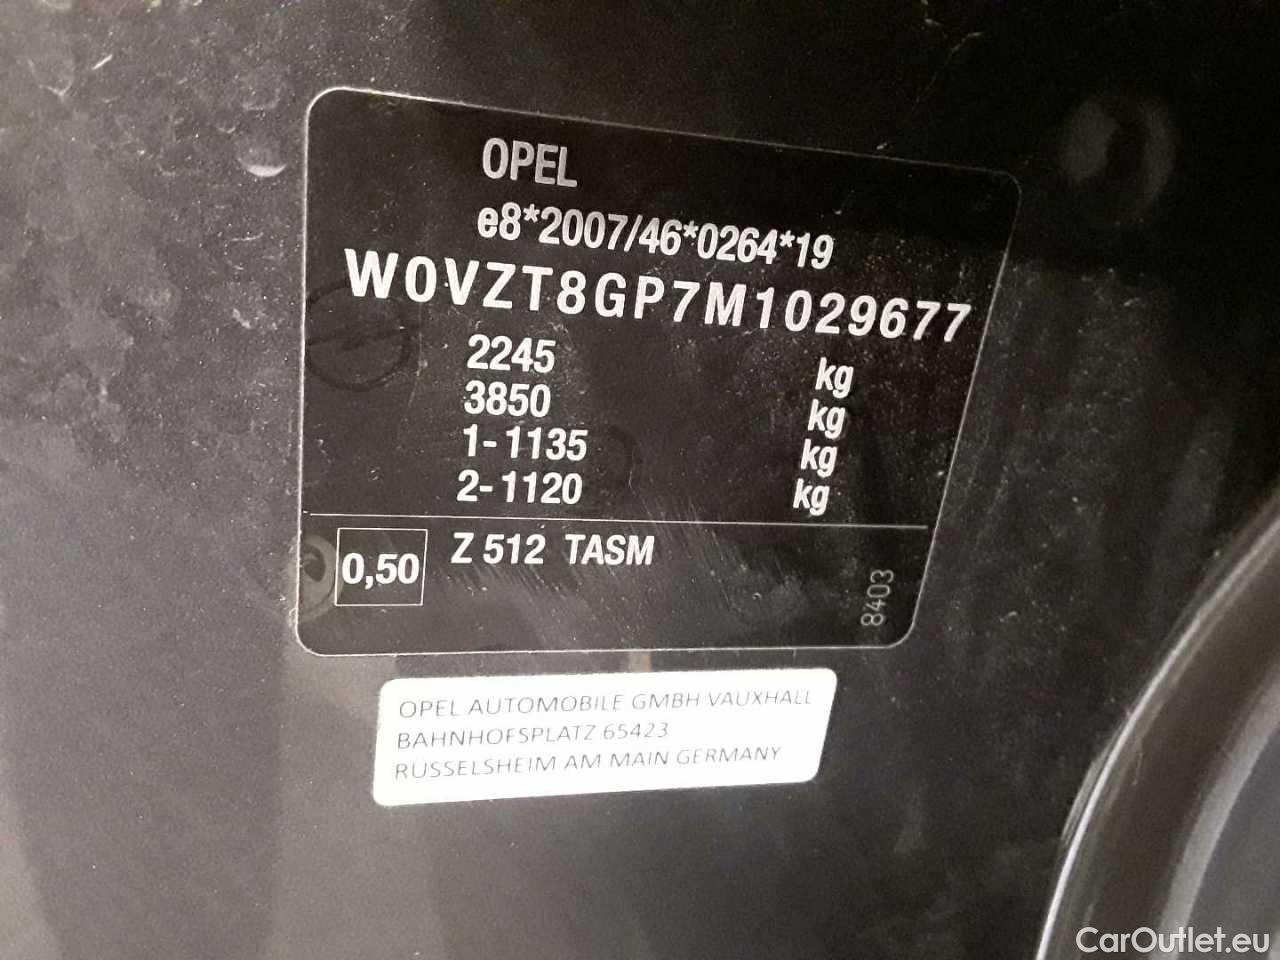 OPEL
e8*2007/46*0264*19
W0VZT8GP7M1029677
2245 kg
3850 kg
1-1135 kg
2-1120 kg
0,50 Z 512 TASM
8403
OPEL AUTOMOBILE GMBH VAUXHALL
BAHNHOFSPLATZ 65423
RUSSELSHEIM AM MAIN GERMANY
CarOutlet.eu